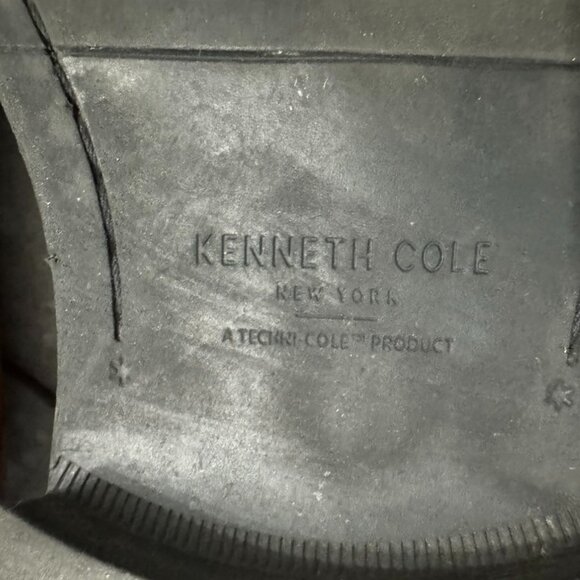 KENNETH COLE
NEW YORK
A TECHNI-COLE™ PRODUCT